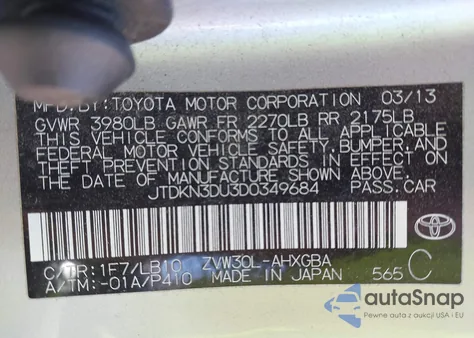 MFD. BY: TOYOTA MOTOR CORPORATION 03/13
GVWR 3980LB GAWR FR 2270LB RR 2175LB
THIS VEHICLE CONFORMS TO ALL APPLICABLE
FEDERAL MOTOR VEHICLE SAFETY, BUMPER, AND
THEFT PREVENTION STANDARDS IN EFFECT ON
THE DATE OF MANUFACTURE SHOWN ABOVE.
JTDKN3DU3D0349684 PASS. CAR
TOYOTA
C/TR: 1F7/LB10 ZVW30L-AHXGBA
A/TM: -01A/P410 MADE IN JAPAN 565 C
autoSnap
Pewne auta z aukcji w USA i EU